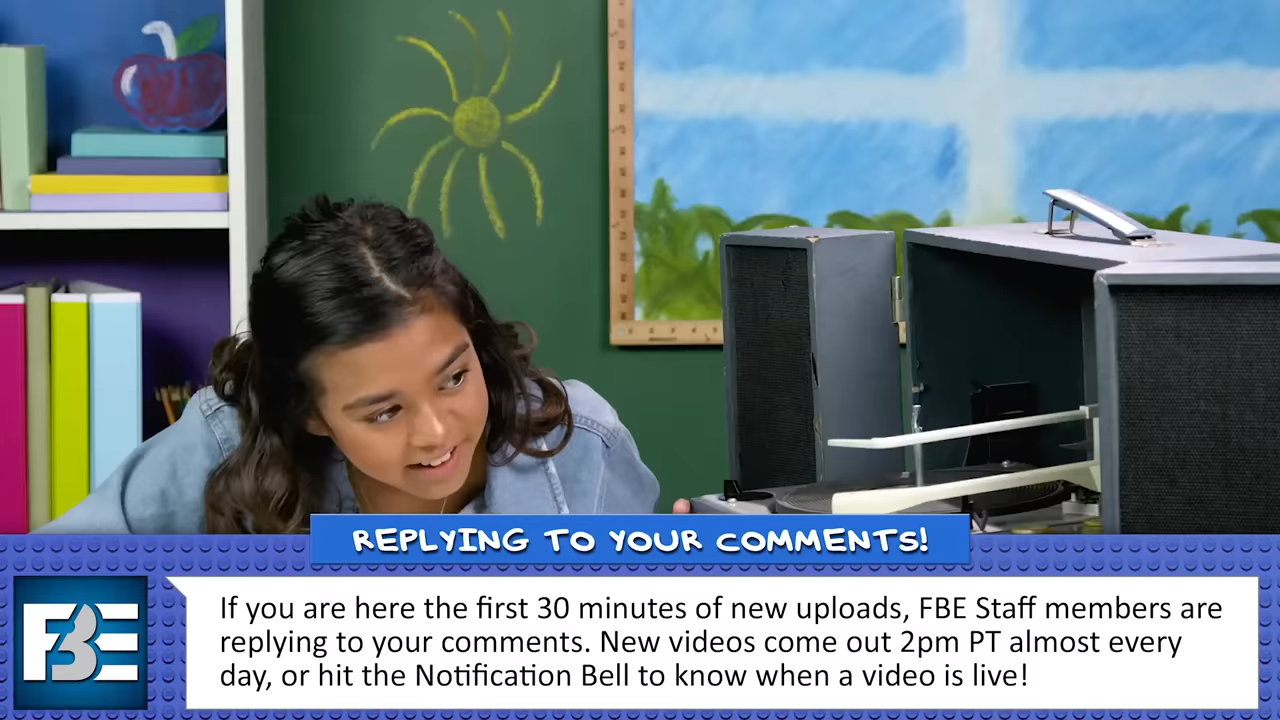 REPLYING TO YOUR COMMENTS!
FBE
If you are here the first 30 minutes of new uploads, FBE Staff members are
replying to your comments. New videos come out 2pm PT almost every
day, or hit the Notification Bell to know when a video is live!